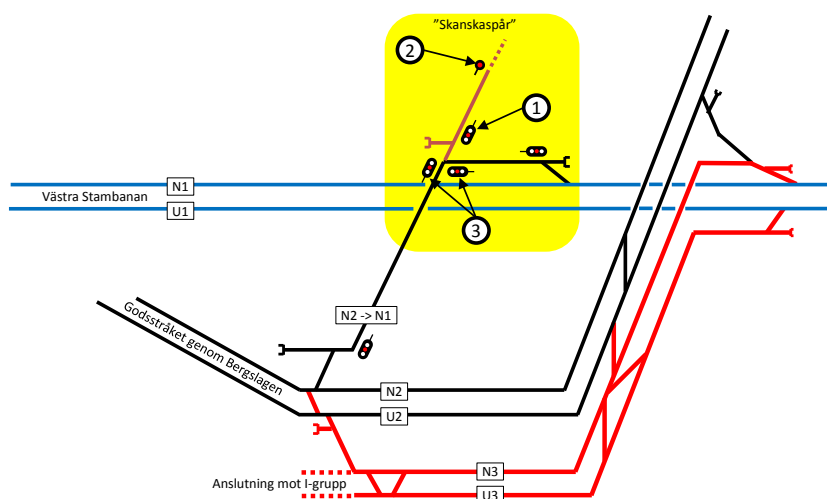 "Skanskaspår"
2
1
N1
Västra Stambanan
U1
3
N2 -> N1
Godsstråket genom Bergslagen
N2
U2
N3
Anslutning mot I-grupp
U3